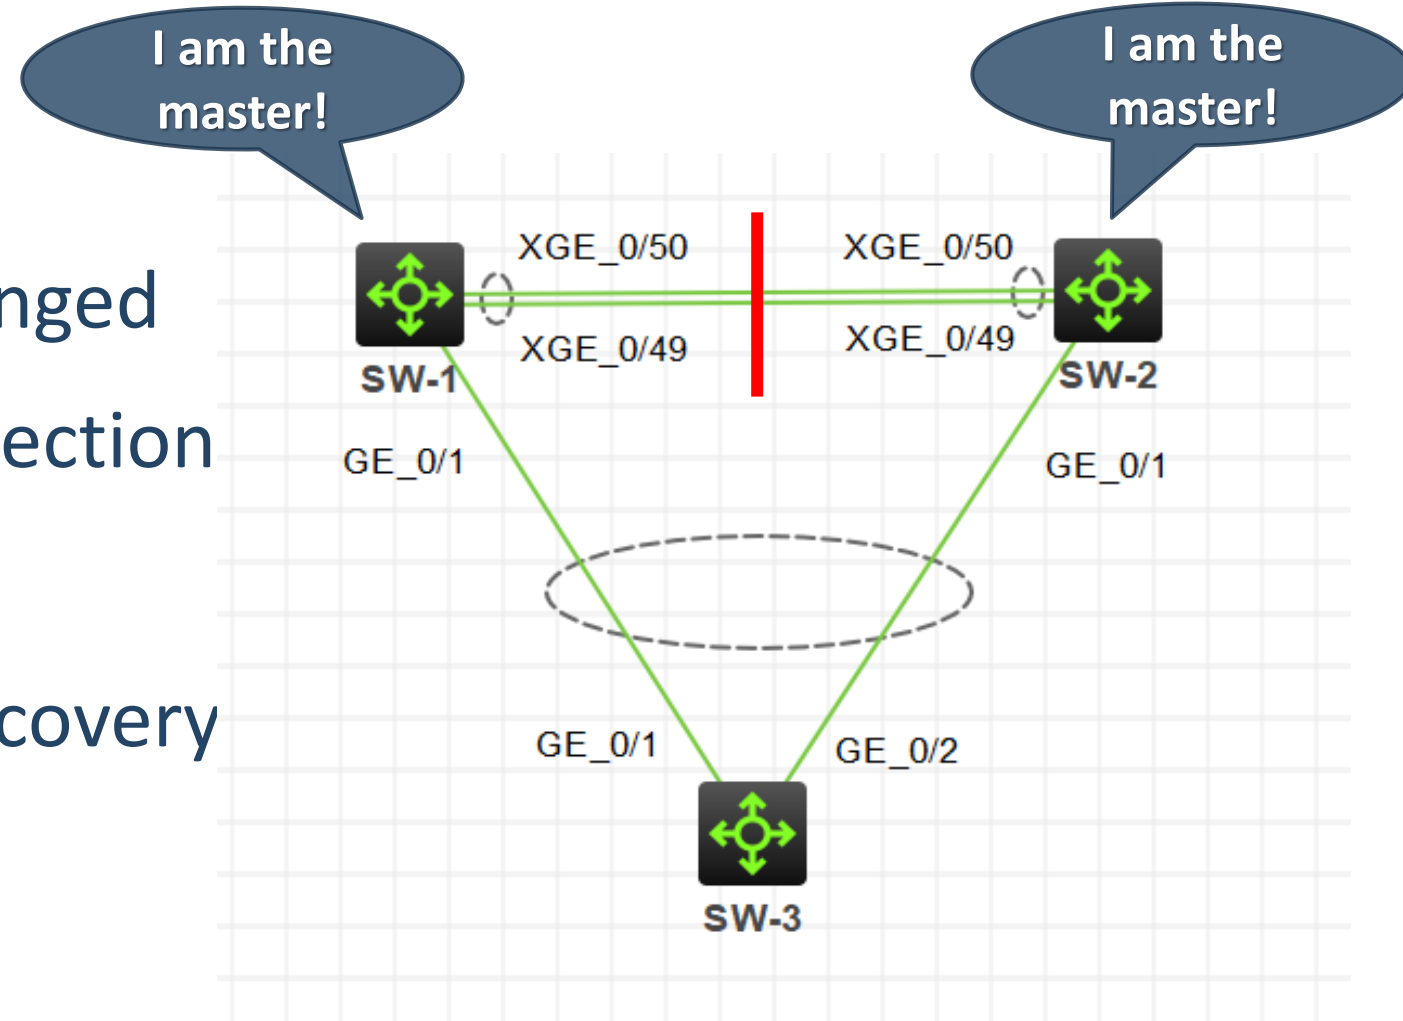 I am the
master!
I am the
master!
XGE_0/50
XGE_0/50
nged
XGE_0/49
XGE_0/49
SW-1
SW-2
ection
GE_0/1
GE_0/1
covery
GE_0/1
GE_0/2
SW-3